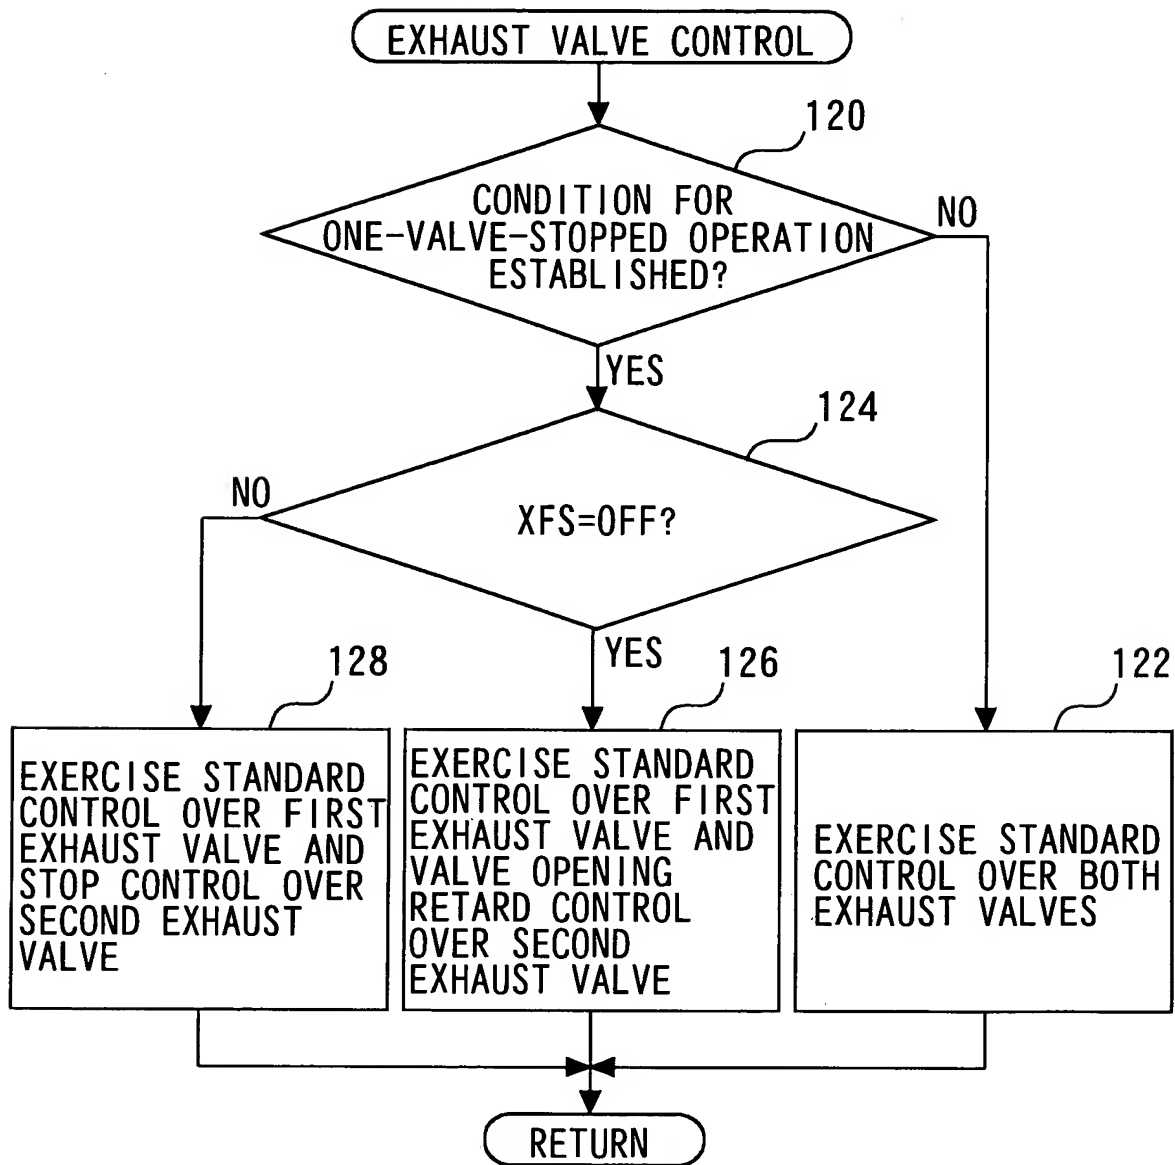 EXHAUST VALVE CONTROL
120
CONDITION FOR
ONE-VALVE-STOPPED OPERATION
ESTABLISHED?
NO
YES
124
NO
XFS=OFF?
YES
128
126
122
EXERCISE STANDARD
CONTROL OVER FIRST
EXHAUST VALVE AND
STOP CONTROL OVER
SECOND EXHAUST
VALVE
EXERCISE STANDARD
CONTROL OVER FIRST
EXHAUST VALVE AND
VALVE OPENING
RETARD CONTROL
OVER SECOND
EXHAUST VALVE
EXERCISE STANDARD
CONTROL OVER BOTH
EXHAUST VALVES
RETURN